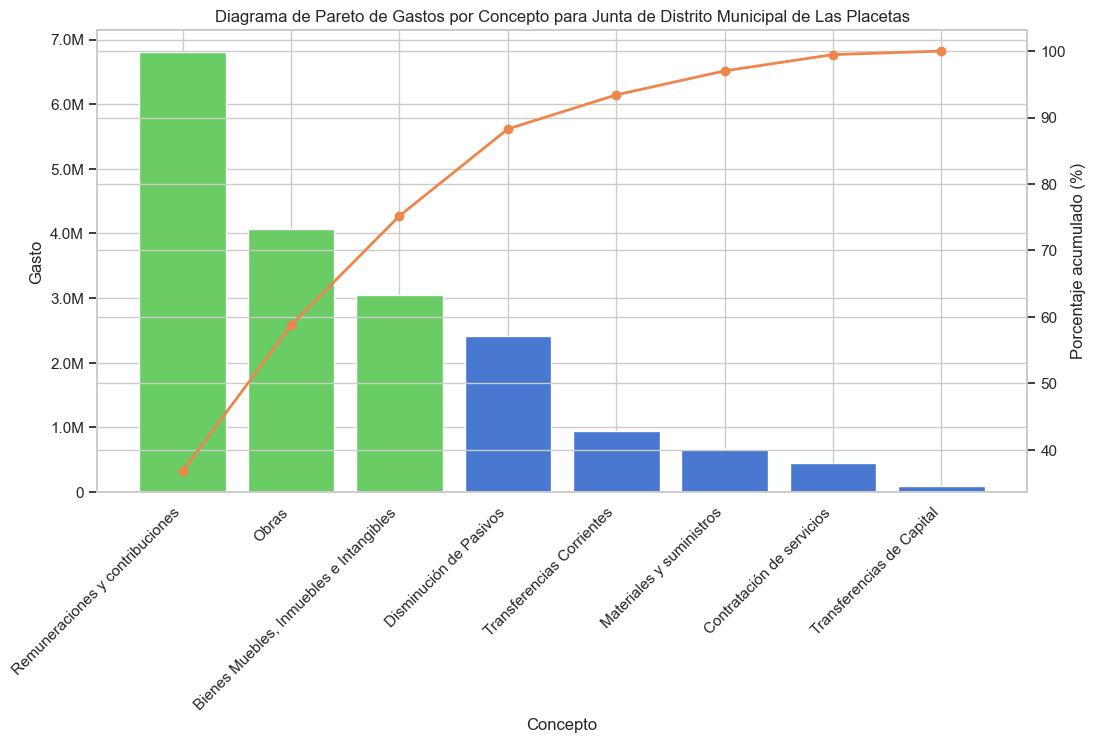 Diagrama de Pareto de Gastos por Concepto para Junta de Distrito Municipal de Las Placetas
7.0M
6.0M
5.0M
4.0M
3.0M
2.0M
1.0M
0
Gasto
100
90
80
70
60
50
40
Porcentaje acumulado (%)
Remuneraciones y contribuciones
Obras
Bienes Muebles, Inmuebles e Intangibles
Disminución de Pasivos
Transferencias Corrientes
Materiales y suministros
Contratación de servicios
Transferencias de Capital
Concepto